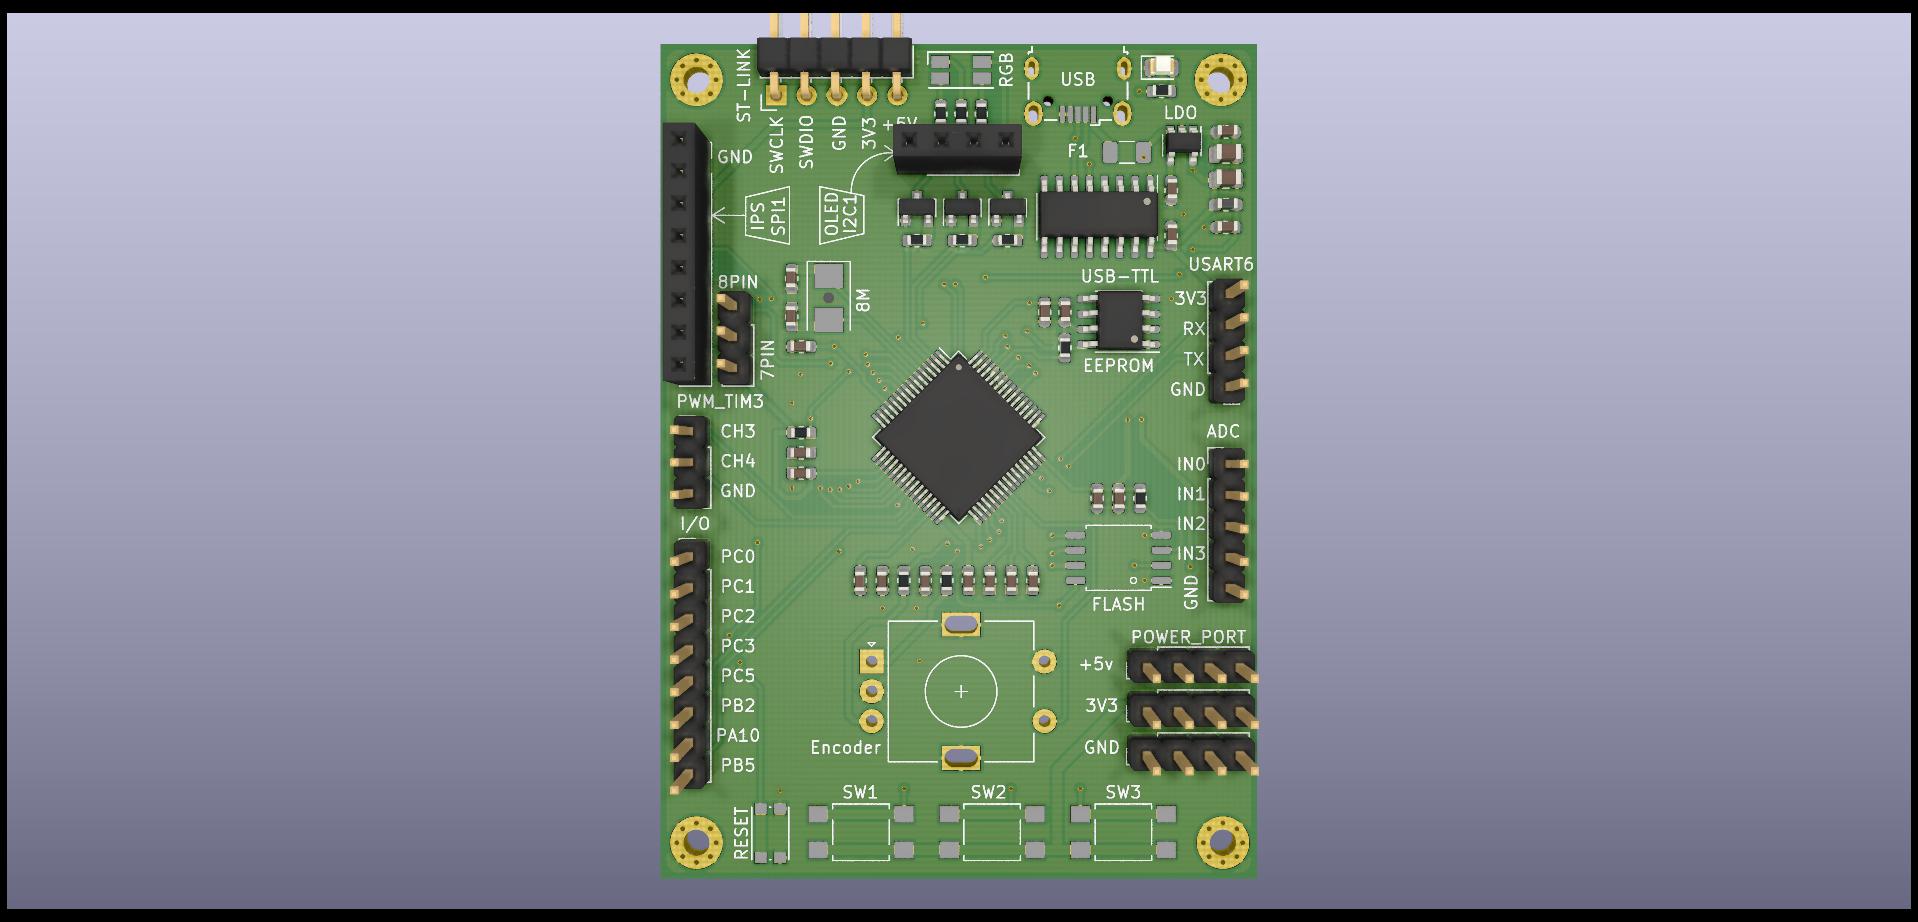 ST-LINK
RGB
USB
LDO
SWCLK
SWDIO
GND
3V3
+5V
F1
GND
IPS
SPI1
OLED
I2C1
USART6
8PIN
USB-TTL
8M
3V3
RX
7PIN
TX
EEPROM
GND
PWM_TIM3
CH3
ADC
CH4
IN0
GND
IN1
I/O
IN2
PC0
IN3
PC1
GND
FLASH
PC2
POWER_PORT
PC3
+5v
PC5
PB2
3V3
PA10
Encoder
GND
PB5
SW1
SW2
SW3
RESET